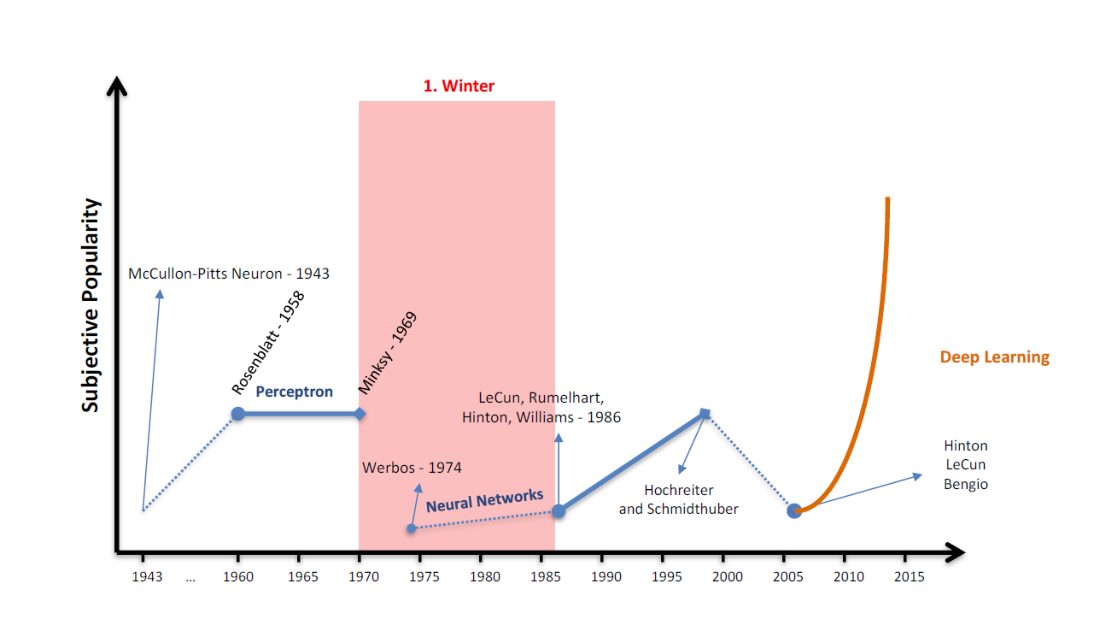 1. Winter
Subjective Popularity
McCullon-Pitts Neuron - 1943
Rosenblatt - 1958
Perceptron
Minksy - 1969
LeCun, Rumelhart,
Hinton, Williams - 1986
Werbos - 1974
Neural Networks
Hochreiter
and Schmidthuber
Deep Learning
Hinton
LeCun
Bengio
1943 ... 1960 1965 1970 1975 1980 1985 1990 1995 2000 2005 2010 2015